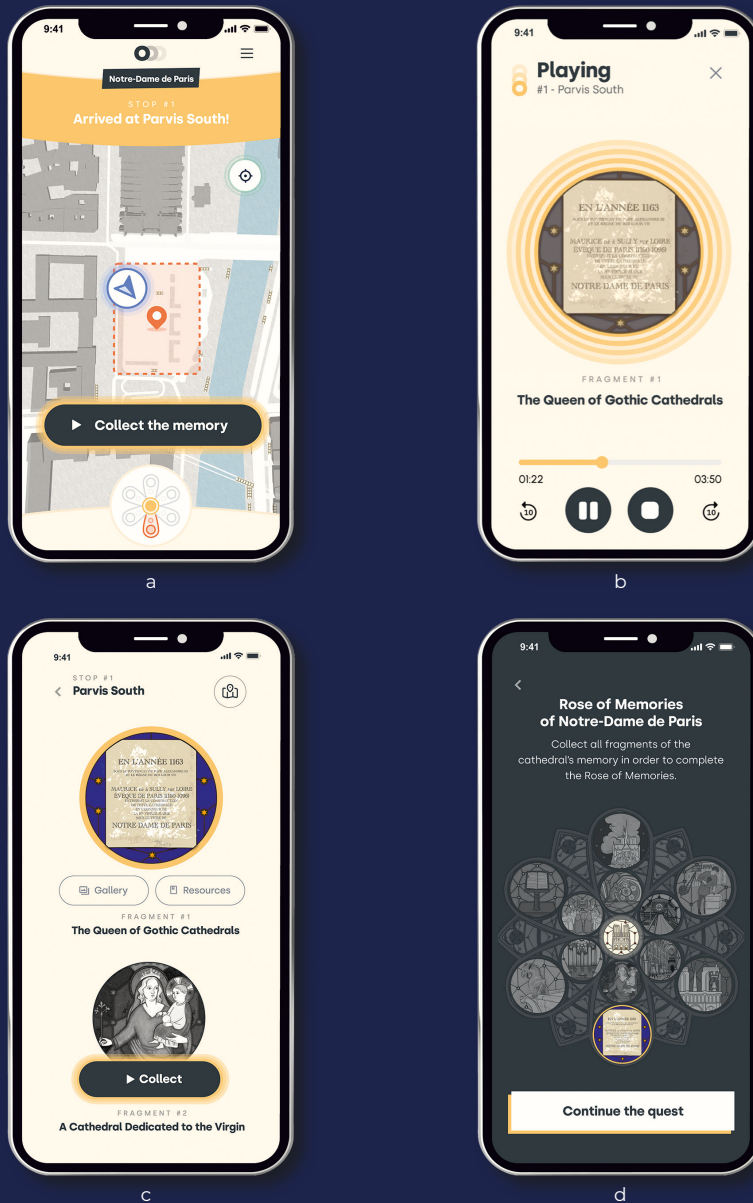 9:41
Notre-Dame de Paris
STOP #1
Arrived at Parvis South!
Collect the memory
a
9:41
Playing
#1 - Parvis South
EN L'ANNÉE 1163
NOTRE-DAME DE PARIS
FRAGMENT #1
The Queen of Gothic Cathedrals
01:22
03:50
10
10
b
9:41
STOP #1
Parvis South
EN L'ANNÉE 1163
NOTRE-DAME DE PARIS
Gallery
Resources
FRAGMENT #1
The Queen of Gothic Cathedrals
Collect
FRAGMENT #2
A Cathedral Dedicated to the Virgin
c
9:41
Rose of Memories
of Notre-Dame de Paris
Collect all fragments of the
cathedral's memory in order to complete
the Rose of Memories.
Continue the quest
d